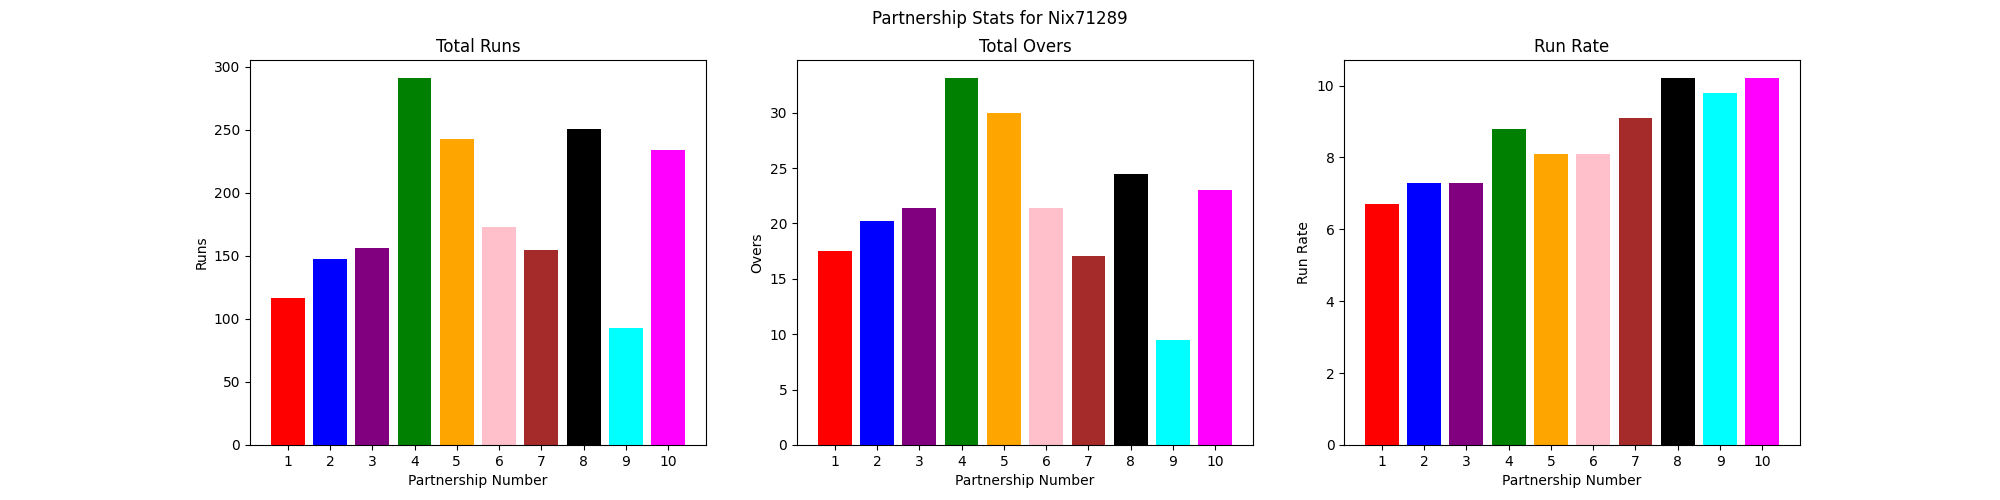 Partnership Stats for Nix71289
Total Runs
300
250
200
150
100
50
0
Runs
1 2 3 4 5 6 7 8 9 10
Partnership Number
Total Overs
30
25
20
15
10
5
0
Overs
1 2 3 4 5 6 7 8 9 10
Partnership Number
Run Rate
10
8
6
4
2
0
Run Rate
1 2 3 4 5 6 7 8 9 10
Partnership Number